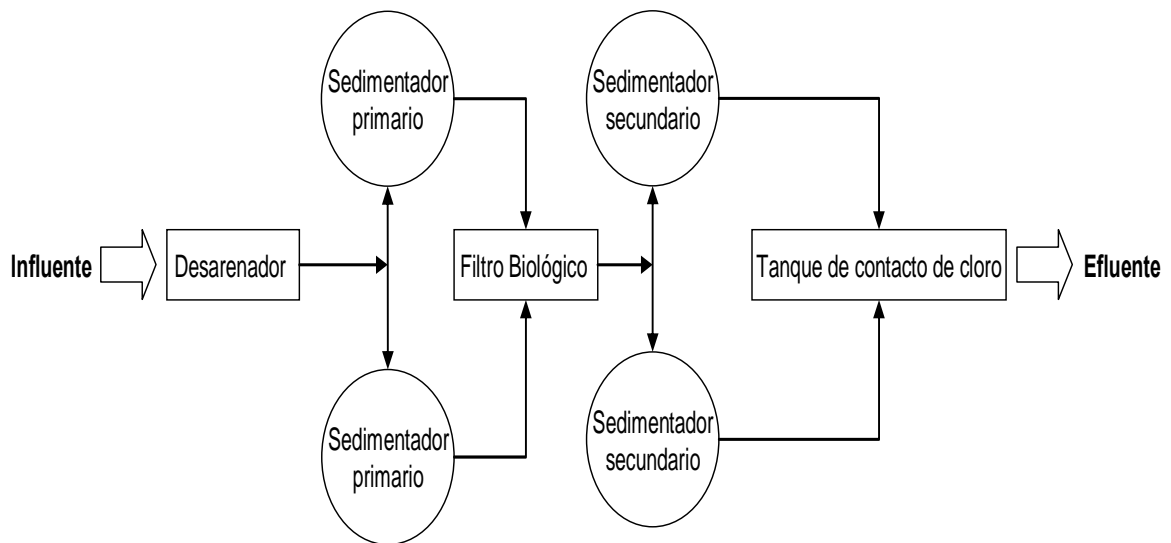 Sedimentador
primario
Sedimentador
secundario
Influente
Desarenador
Filtro Biológico
Tanque de contacto de cloro
Efluente
Sedimentador
primario
Sedimentador
secundario